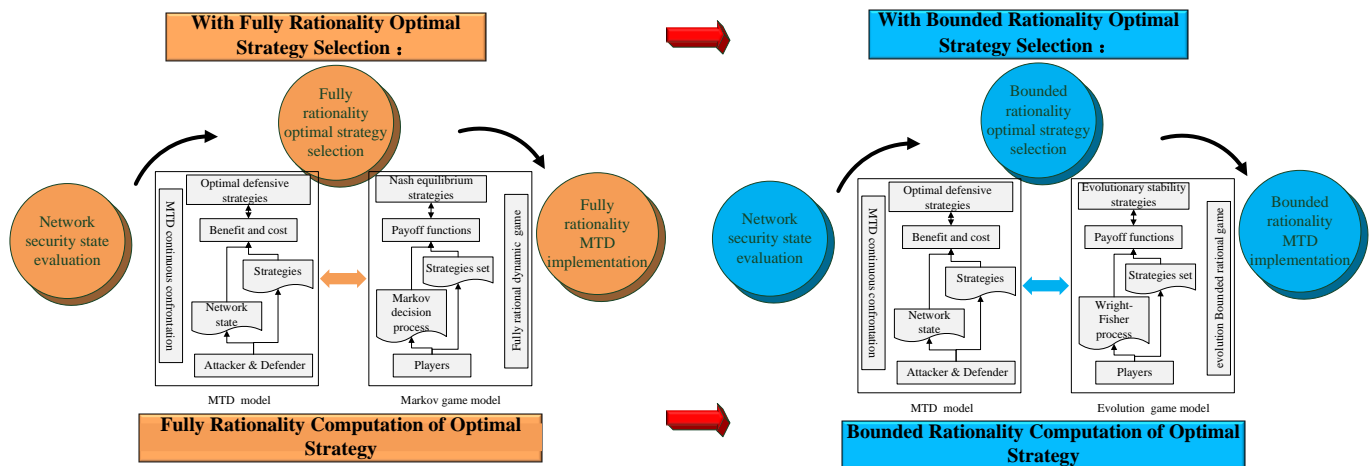 With Fully Rationality Optimal
Strategy Selection ：
Fully
rationality
optimal strategy
selection
Network
security state
evaluation
Fully
rationality
MTD
implementation
MTD continuous confrontation
Optimal defensive
strategies
Benefit and cost
Strategies
Network
state
Attacker & Defender
MTD model
Nash equilibrium
strategies
Payoff functions
Strategies set
Markov
decision
process
Players
Fully rational dynamic game
Markov game model
Fully Rationality Computation of Optimal
Strategy
With Bounded Rationality Optimal
Strategy Selection ：
Bounded
rationality
optimal strategy
selection
Network
security state
evaluation
Bounded
rationality
MTD
implementation
MTD continuous confrontation
Optimal defensive
strategies
Benefit and cost
Strategies
Network
state
Attacker & Defender
MTD model
Evolutionary stability
strategies
Payoff functions
Strategies set
Wright-
Fisher
process
Players
evolution Bounded rational game
Evolution game model
Bounded Rationality Computation of Optimal
Strategy